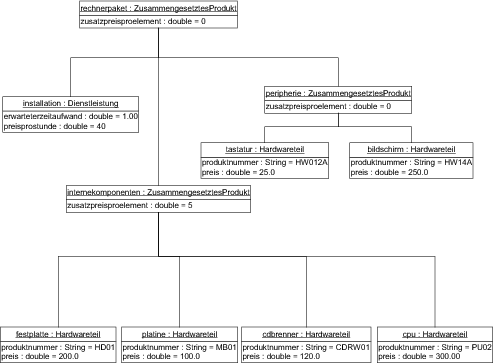 rechnerpaket : ZusammengesetztesProdukt
zusatzpreisproelement : double = 0
installation : Dienstleistung
erwarteterzeitaufwand : double = 1.00
preisprostunde : double = 40
peripherie : ZusammengesetztesProdukt
zusatzpreisproelement : double = 0
tastatur : Hardwareteil
produktnummer : String = HW012A
preis : double = 25.0
bildschirm : Hardwareteil
produktnummer : String = HW14A
preis : double = 250.0
internekomponenten : ZusammengesetztesProdukt
zusatzpreisproelement : double = 5
festplatte : Hardwareteil
produktnummer : String = HD01
preis : double = 200.0
platine : Hardwareteil
produktnummer : String = MB01
preis : double = 100.0
cdbrenner : Hardwareteil
produktnummer : String = CDRW01
preis : double = 120.0
cpu : Hardwareteil
produktnummer : String = PU02
preis : double = 300.00